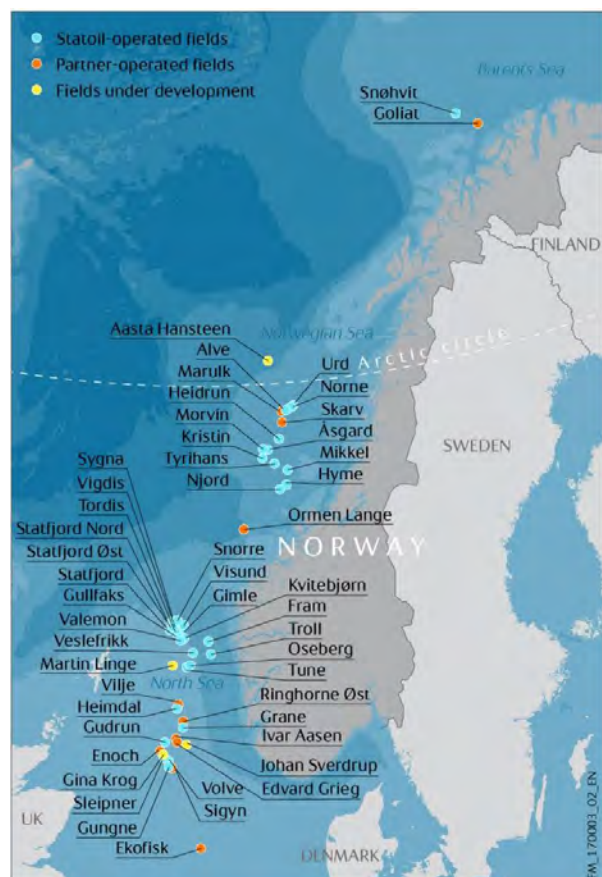 Statoil-operated fields
Partner-operated fields
Fields under development
Barents Sea
Snøhvit
Goliat
FINLAND
Aasta Hansteen
Norwegian Sea
Arctic circle
Alve
Urd
Marulk
Norne
Heidrun
Skarv
Morvin
Åsgard
Kristin
Mikkel
Tyrihans
Hyme
Njord
SWEDEN
Sygna
Vigdis
Tordis
Ormen Lange
Statfjord Nord
NORWAY
Statfjord Øst
Snorre
Statfjord
Visund
Kvitebjørn
Gullfaks
Gimle
Fram
Valemon
Troll
Veslefrikk
Oseberg
Martin Linge
Tune
Vilje
North Sea
Ringhorne Øst
Heimdal
Grane
Gudrun
Ivar Aasen
Enoch
Johan Sverdrup
Gina Krog
Volve
Edvard Grieg
Sleipner
Sigyn
Gungne
UK
Ekofisk
DENMARK
FM_170003_02_EN